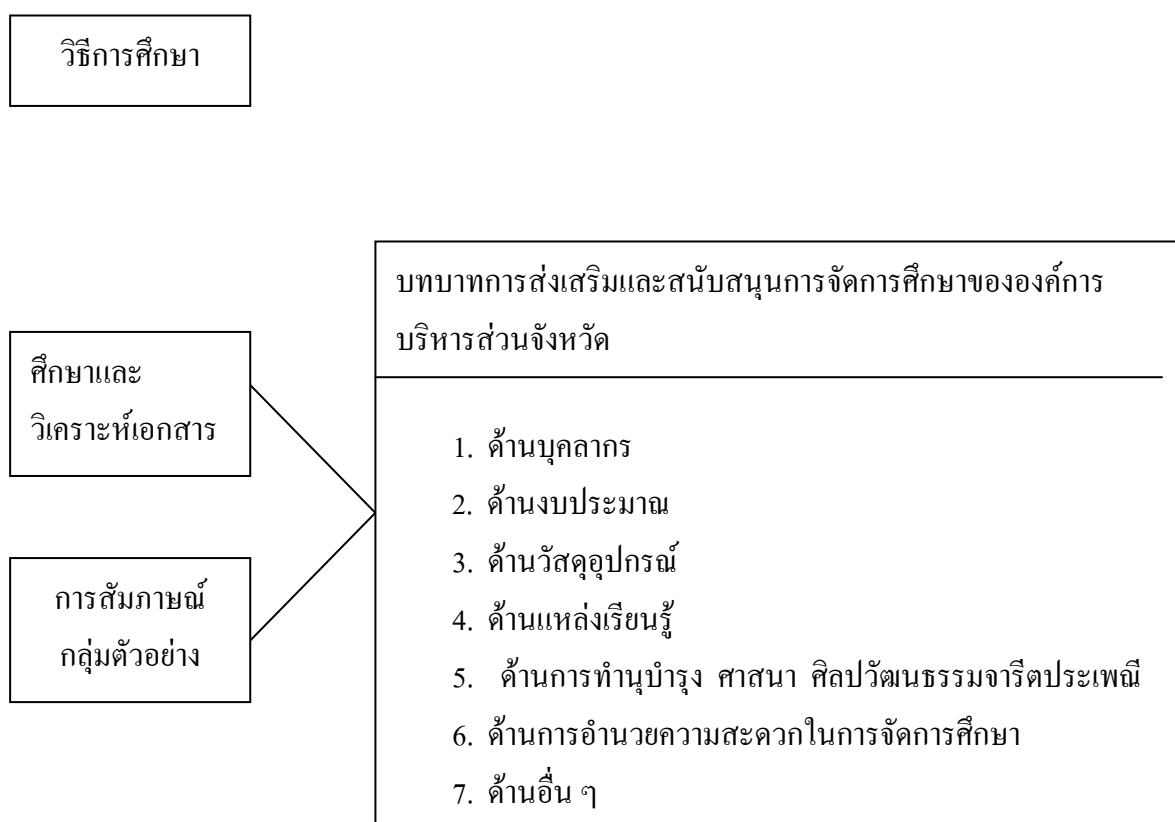 วิธีการศึกษา
ศึกษาและ
วิเคราะห์เอกสาร
การสัมภาษณ์
กลุ่มตัวอย่าง
บทบาทการส่งเสริมและสนับสนุนการจัดการศึกษาขององค์การ
บริหารส่วนจังหวัด
1. ด้านบุคลากร
2. ด้านงบประมาณ
3. ด้านวัสดุอุปกรณ์
4. ด้านแหล่งเรียนรู้
5. ด้านการทำนุบำรุง ศาสนา ศิลปวัฒนธรรมจารีตประเพณี
6. ด้านการอำนวยความสะดวกในการจัดการศึกษา
7. ด้านอื่น ๆ